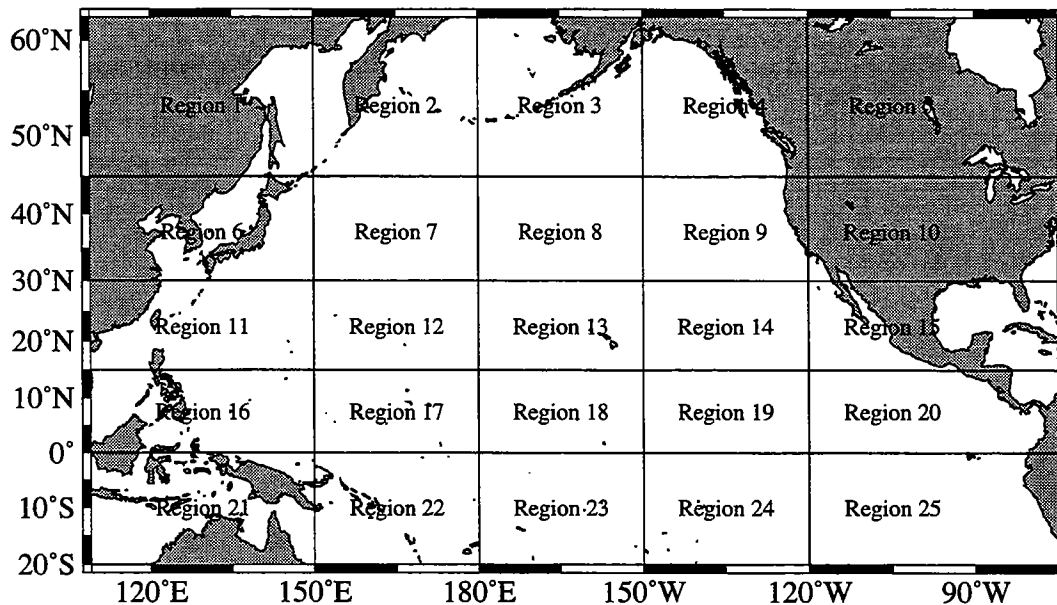 60°N
Region 1 Region 2 Region 3 Region 4 Region
50°N
40°N
Region 6 Region 7 Region 8 Region 9 Region 10
30°N
Region 11 Region 12 Region 13 Region 14 Region 15
20°N
10°N
Region 16 Region 17 Region 18 Region 19 Region 20
0°
10°S
Region 21 Region 22 Region 23 Region 24 Region 25
20°S
120°E 150°E 180°E 150°W 120°W 90°W